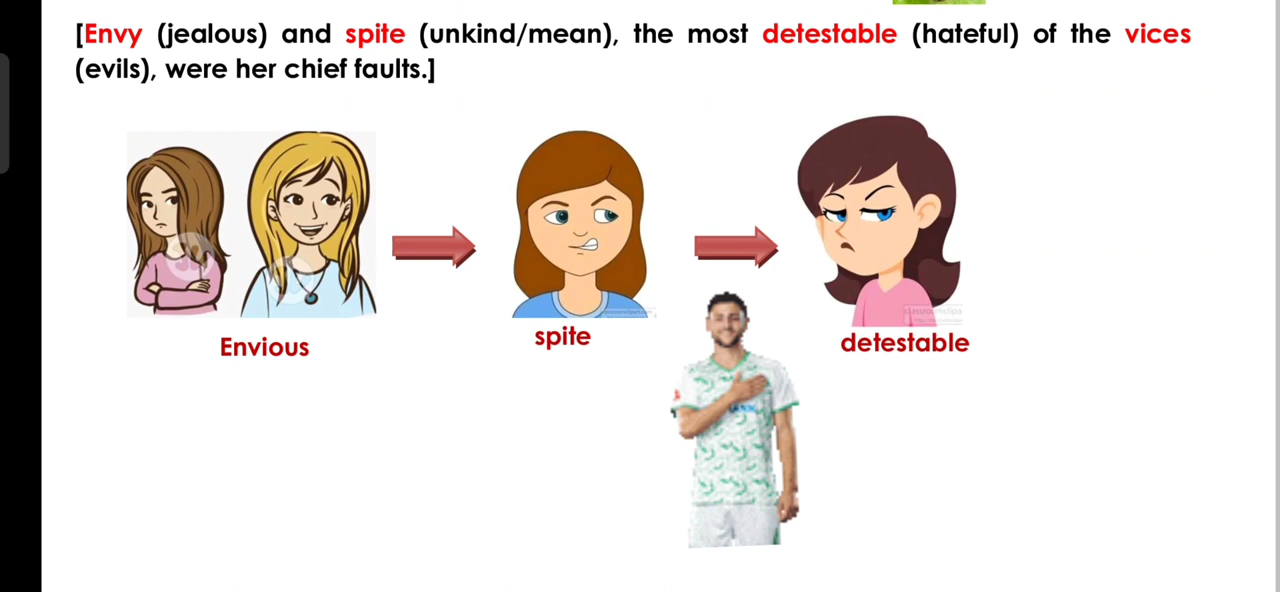 [Envy (jealous) and spite (unkind/mean), the most detestable (hateful) of the vices
(evils), were her chief faults.]
Envious
spite
detestable